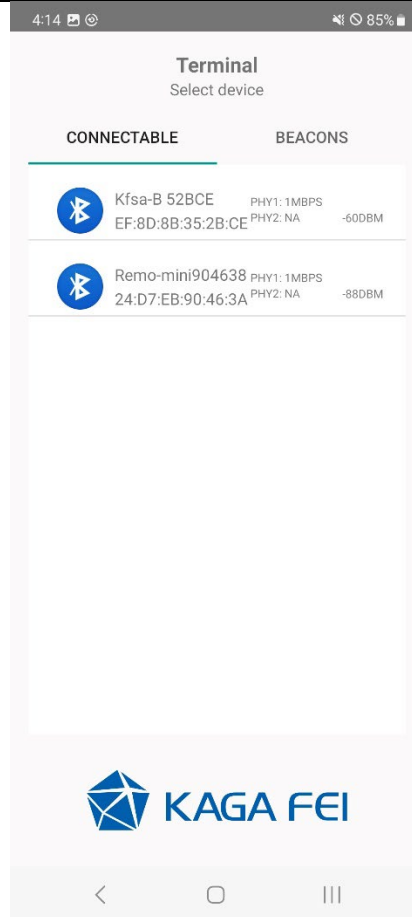 4:14 85%
Terminal
Select device
CONNECTABLE BEACONS
Kfsa-B 52BCE PHY1: 1MBPS
EF:8D:8B:35:2B:CE PHY2: NA -60DBM
Remo-mini904638 PHY1: 1MBPS
24:D7:EB:90:46:3A PHY2: NA -88DBM
KAGA FEI